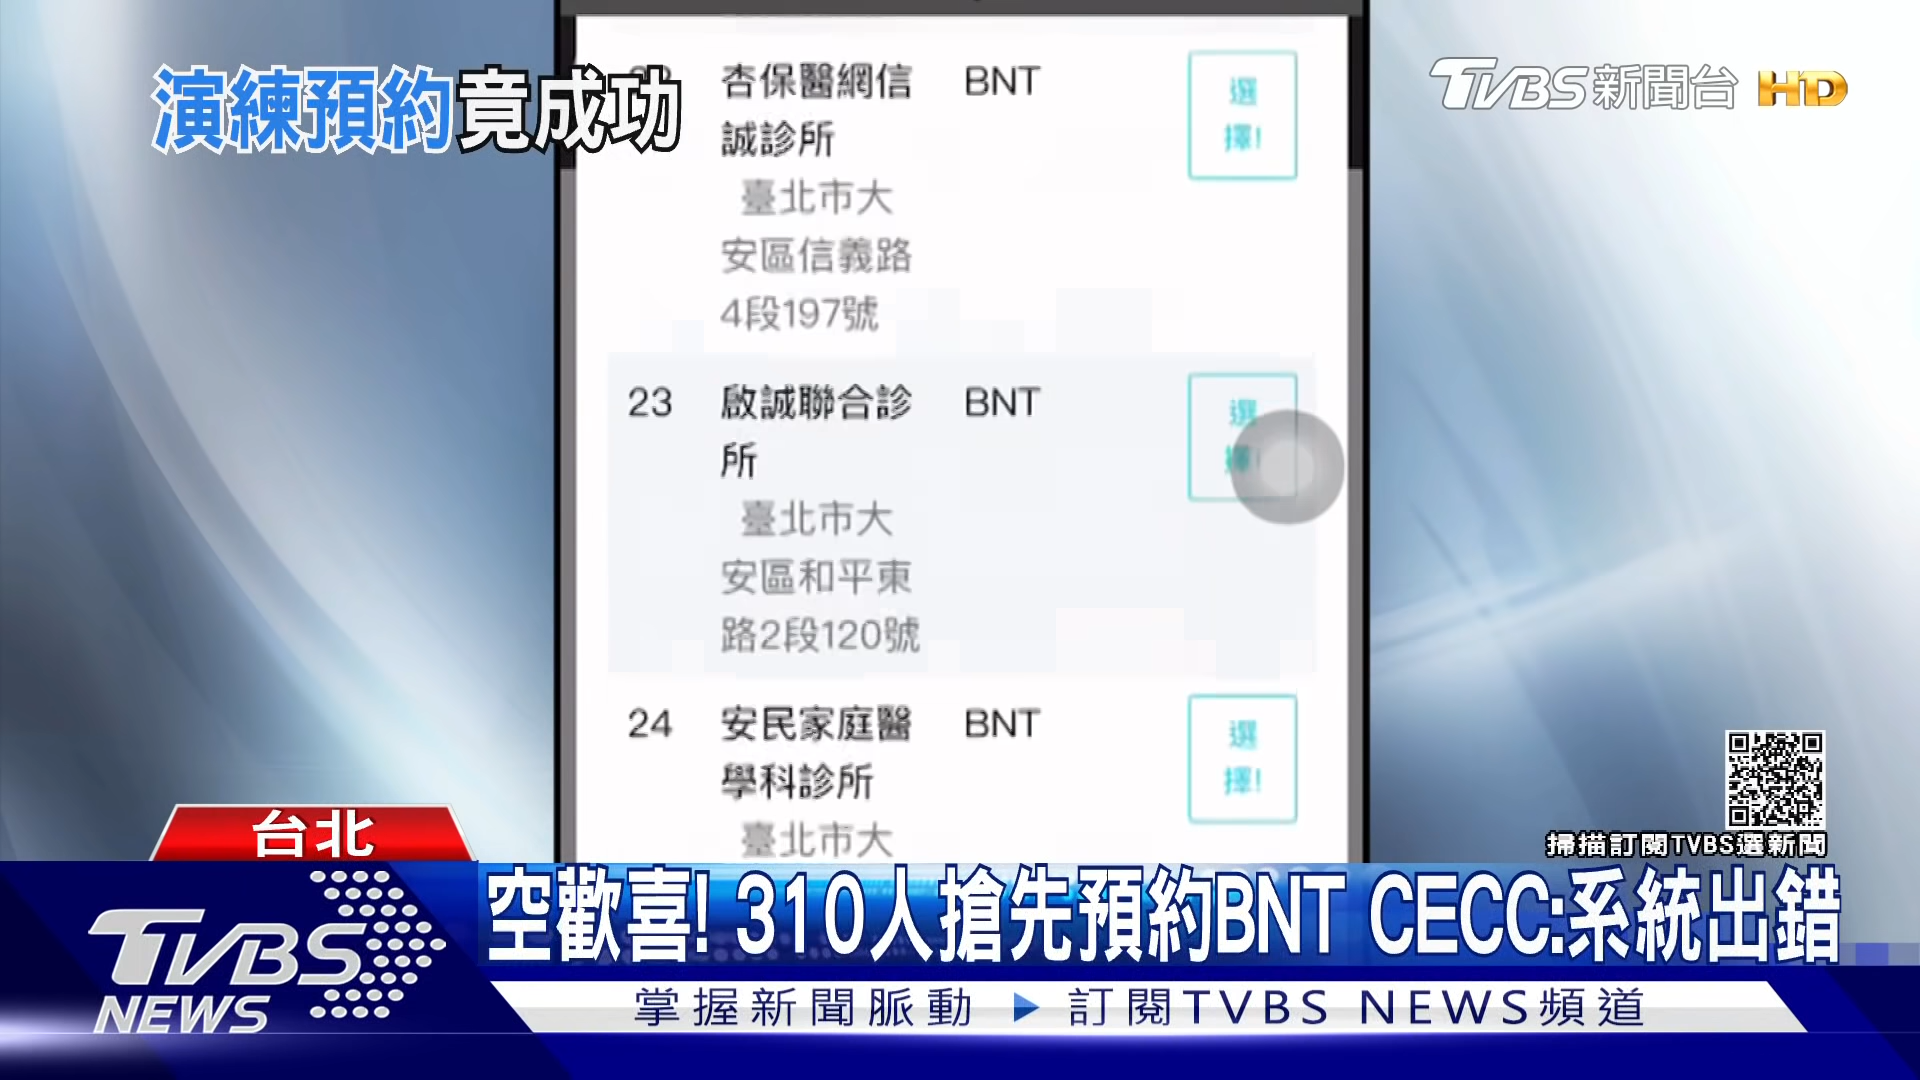 演練預約竟成功
TVBS新聞台 HD
杏保醫網信 BNT 選
誠診所 擇!
臺北市大
安區信義路
4段197號
23 啟誠聯合診 BNT 選
所
臺北市大
安區和平東
路2段120號
24 安民家庭醫 BNT 選
學科診所 擇!
臺北市大
掃描訂閱TVBS選新聞
台北
空歡喜! 310人搶先預約BNT CECC:系統出錯
TVBS NEWS
掌握新聞脈動 ▶ 訂閱TVBS NEWS頻道